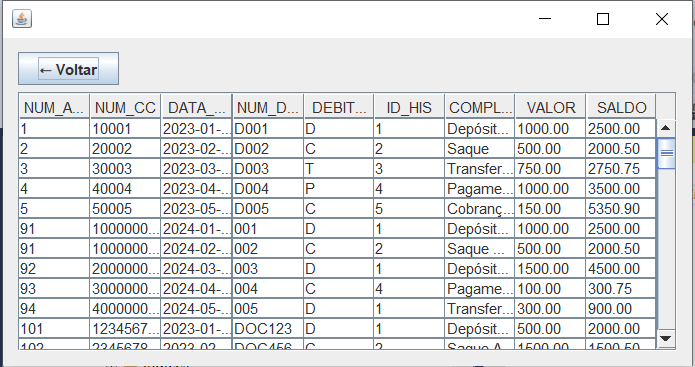 ← Voltar
NUM_A... NUM_CC DATA_... NUM_D... DEBIT... ID_HIS COMPL... VALOR SALDO
1 10001 2023-01-... D001 D 1 Depósit... 1000.00 2500.00
2 20002 2023-02-... D002 C 2 Saque 500.00 2000.50
3 30003 2023-03-... D003 T 3 Transfer... 750.00 2750.75
4 40004 2023-04-... D004 P 4 Pagame... 1000.00 3500.00
5 50005 2023-05-... D005 C 5 Cobranç... 150.00 5350.90
91 1000000... 2024-01-... 001 D 1 Depósit... 1000.00 2500.00
91 1000000... 2024-02-... 002 C 2 Saque ... 500.00 2000.50
92 2000000... 2024-03-... 003 D 1 Depósit... 1500.00 4500.00
93 3000000... 2024-04-... 004 C 4 Pagame... 100.00 300.75
94 4000000... 2024-05-... 005 D 1 Transfer... 300.00 900.00
101 1234567... 2023-01-... DOC123 D 1 Depósit... 500.00 2000.00
102 2345678... 2023-02-... DOC456 C 2 Saque A... 1500.00 1500.50